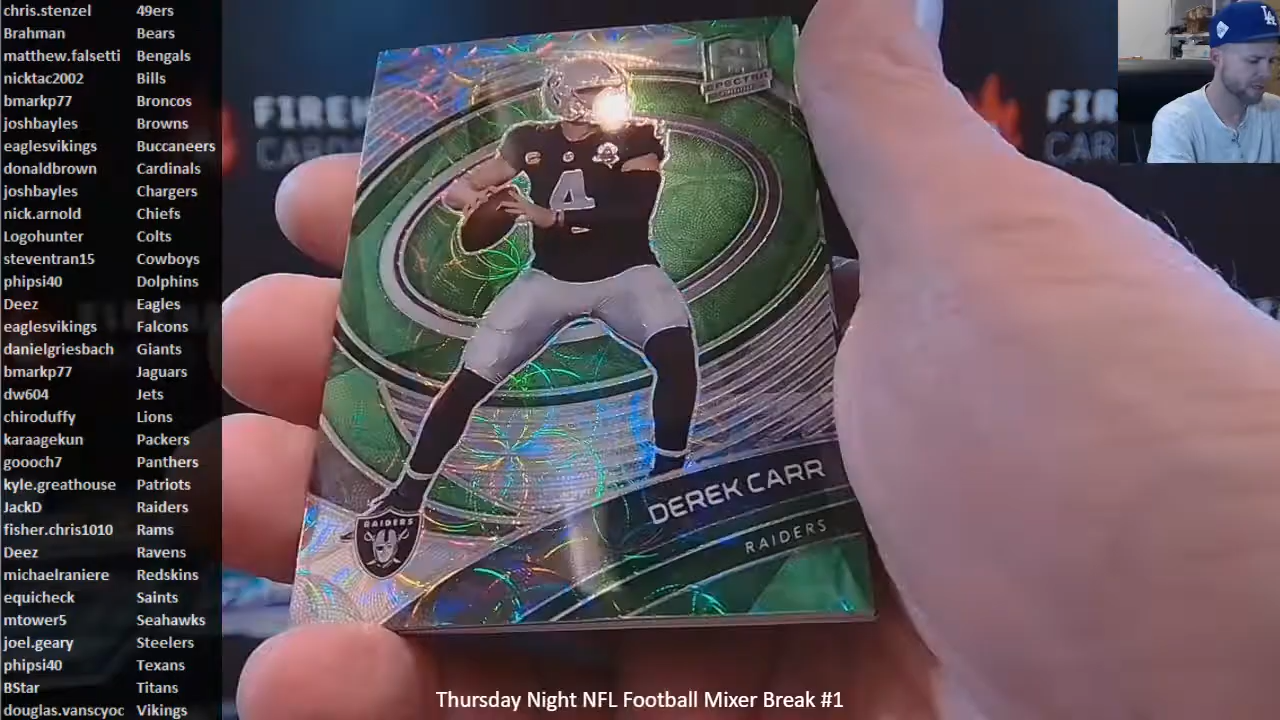 chris.stenzel 49ers
Brahman Bears
matthew.falsetti Bengals
nicktac2002 Bills
bmarkp77 Broncos
joshbayles Browns
eaglesvikings Buccaneers
donaldbrown Cardinals
joshbayles Chargers
nick.arnold Chiefs
Logohunter Colts
steventran15 Cowboys
phipsi40 Dolphins
Deez Eagles
eaglesvikings Falcons
danielgriesbach Giants
bmarkp77 Jaguars
dw604 Jets
chiroduffy Lions
karaagekun Packers
goooch7 Panthers
kyle.greathouse Patriots
JackD Raiders
fisher.chris1010 Rams
Deez Ravens
michaelraniere Redskins
equicheck Saints
mtower5 Seahawks
joel.geary Steelers
phipsi40 Texans
BStar Titans
douglas.vanscyoc Vikings
SPECTRA
4
DEREK CARR
RAIDERS
RAIDERS
Thursday Night NFL Football Mixer Break #1